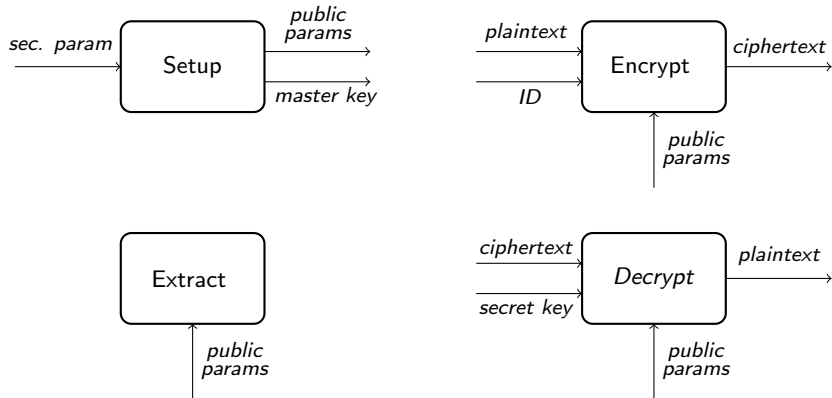 public
params
sec. param
Setup
master key
plaintext
ID
Encrypt
ciphertext
public
params
Extract
public
params
ciphertext
secret key
Decrypt
plaintext
public
params